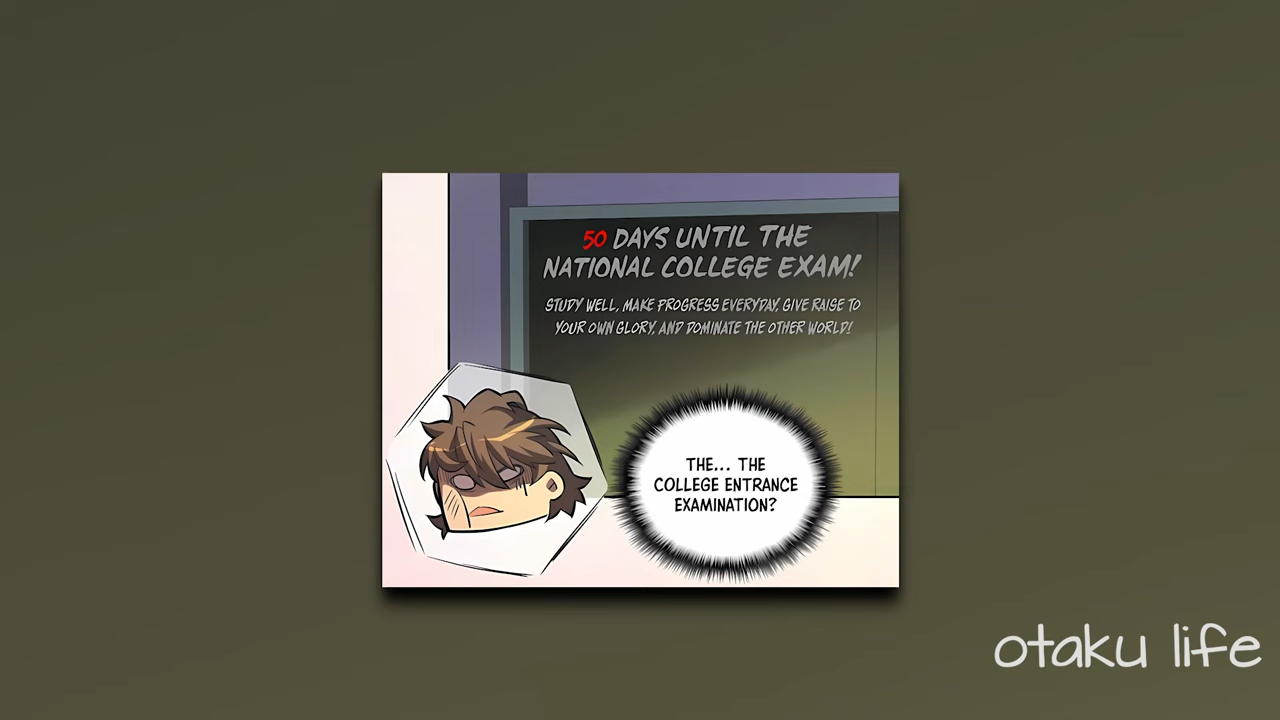 50 DAYS UNTIL THE
NATIONAL COLLEGE EXAM!
STUDY WELL, MAKE PROGRESS EVERYDAY, GIVE RAISE TO
YOUR OWN GLORY, AND DOMINATE THE OTHER WORLD!
THE... THE
COLLEGE ENTRANCE
EXAMINATION?
otaku life